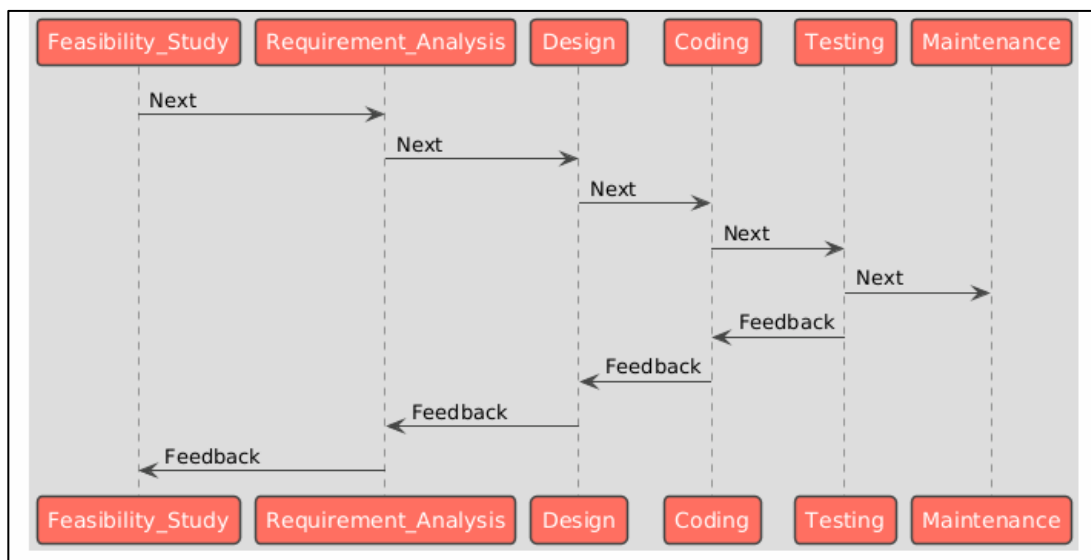 Feasibility_Study Requirement_Analysis Design Coding Testing Maintenance
Next
Next
Next
Next
Next
Feedback
Feedback
Feedback
Feedback
Feasibility_Study Requirement_Analysis Design Coding Testing Maintenance